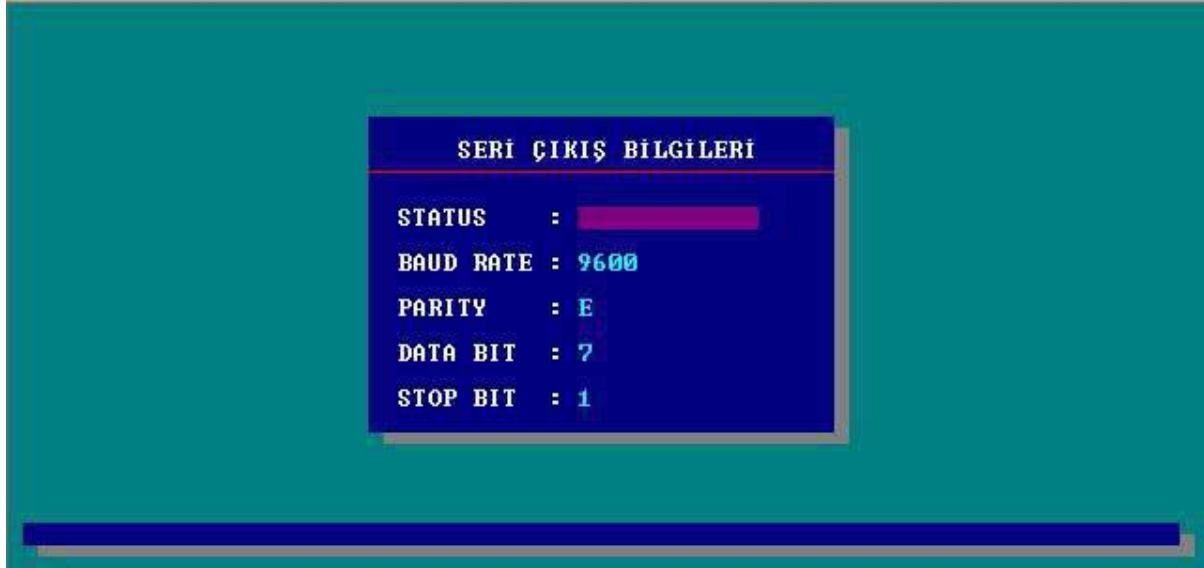 SERİ ÇIKIŞ BİLGİLERİ
STATUS :
BAUD RATE : 9600
PARITY : E
DATA BIT : 7
STOP BIT : 1